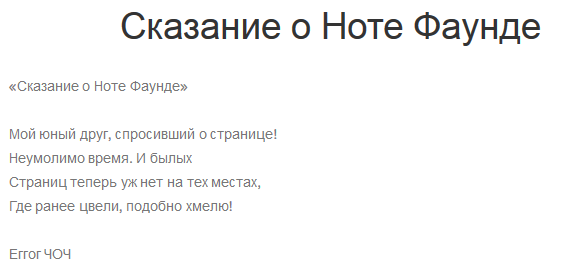 Сказание о Ноте Фаунде
«Сказание о Ноте Фаунде»
Мой юный друг, спросивший о странице!
Неумолимо время. И былых
Страниц теперь уж нет на тех местах,
Где ранее цвели, подобно хмелю!
Еггог ЧОЧ